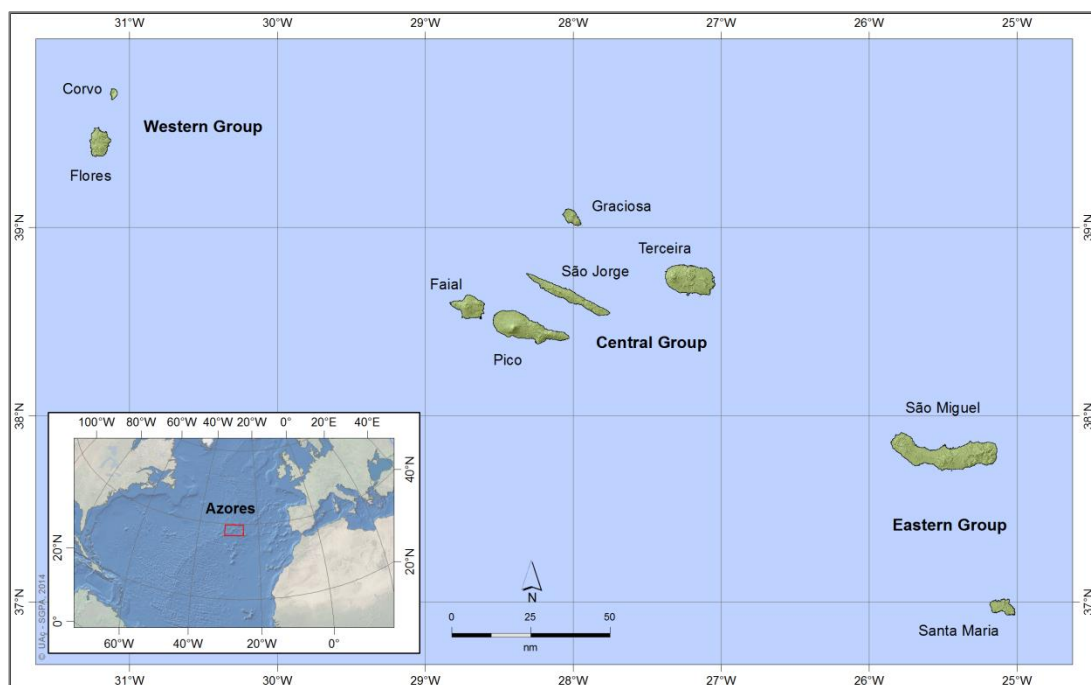 31°W 30°W 29°W 28°W 27°W 26°W 25°W
Corvo
Western Group
Flores
Graciosa
39°N 39°N
Terceira
São Jorge
Faial
Central Group
Pico
São Miguel
38°N 38°N
100°W 80°W 60°W 40°W 20°W 0° 20°E 40°E
40°N
Azores
Eastern Group
20°N 20°N
N
37°N 37°N
0 25 50
nm
0°
Santa Maria
60°W 40°W 20°W 0°
© UAç - SGPA, 2014
31°W 30°W 29°W 28°W 27°W 26°W 25°W